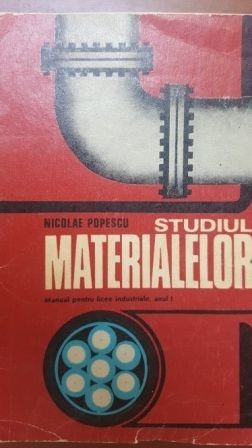 NICOLAE POPESCU STUDIUL
MATERIALELOR
Manual pentru licee industriale, anul I